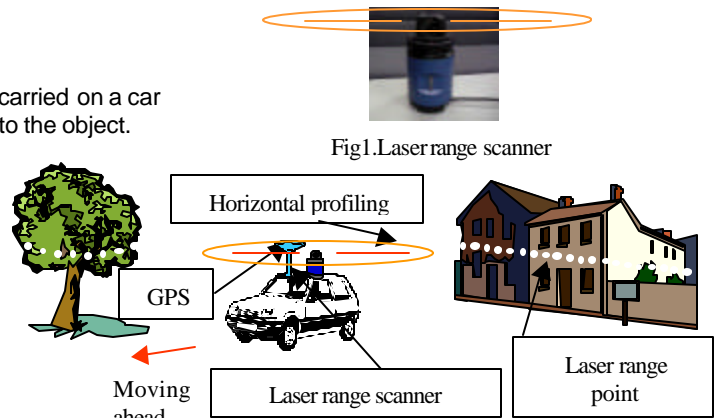 carried on a car
to the object.
Fig1.Laser range scanner
Horizontal profiling
GPS
Moving
ahead
Laser range scanner
Laser range
point